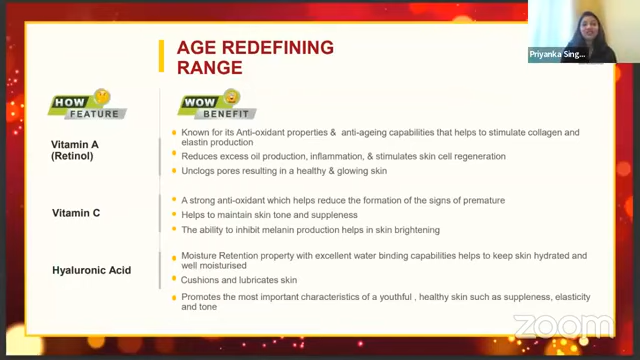 Priyanka Sing...
AGE REDEFINING
RANGE
HOW
FEATURE
WOW
BENEFIT
Vitamin A
(Retinol)
Known for its Anti-oxidant properties & anti-ageing capabilities that helps to stimulate collagen and
elastin production
Reduces excess oil production, inflammation, & stimulates skin cell regeneration
Unclogs pores resulting in a healthy & glowing skin
Vitamin C
A strong anti-oxidant which helps reduce the formation of the signs of premature
Helps to maintain skin tone and suppleness
The ability to inhibit melanin production helps in skin brightening
Hyaluronic Acid
Moisture Retention property with excellent water binding capabilities helps to keep skin hydrated and
well moisturised
Cushions and lubricates skin
Promotes the most important characteristics of a youthful , healthy skin such as suppleness, elasticity
and tone
zoom